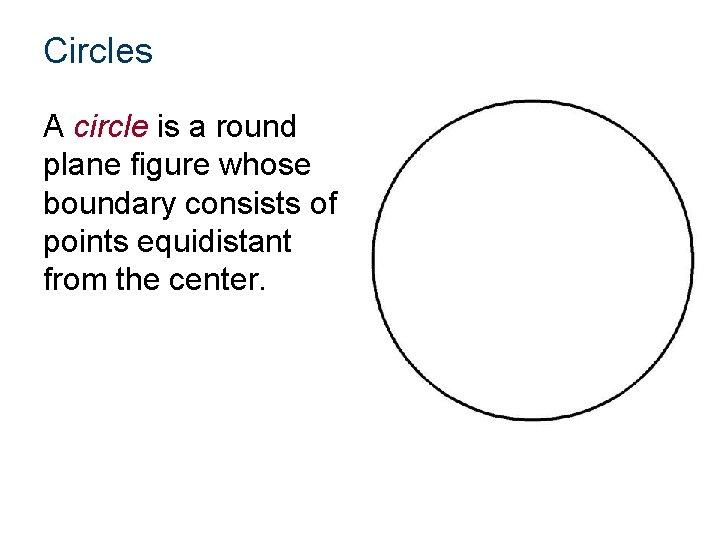 Circles
A circle is a round
plane figure whose
boundary consists of
points equidistant
from the center.